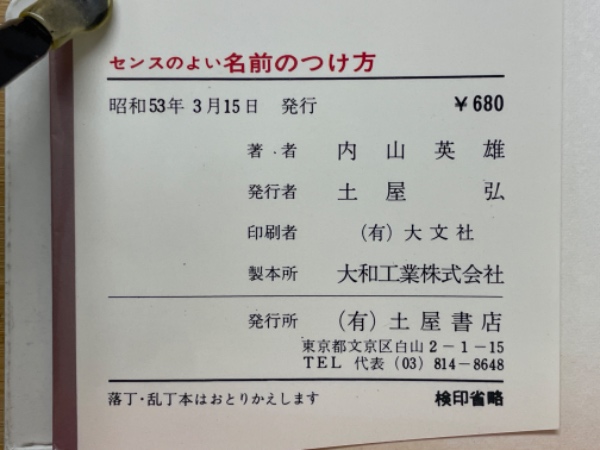 センスのよい名前のつけ方
昭和53年 3月15日 発行 ¥680
著・者 内山英雄
発行者 土屋 弘
印刷者 (有)大文社
製本所 大和工業株式会社
発行所 (有)土屋書店
東京都文京区白山2-1-15
TEL 代表(03)814-8648
落丁・乱丁本はおとりかえします 検印省略